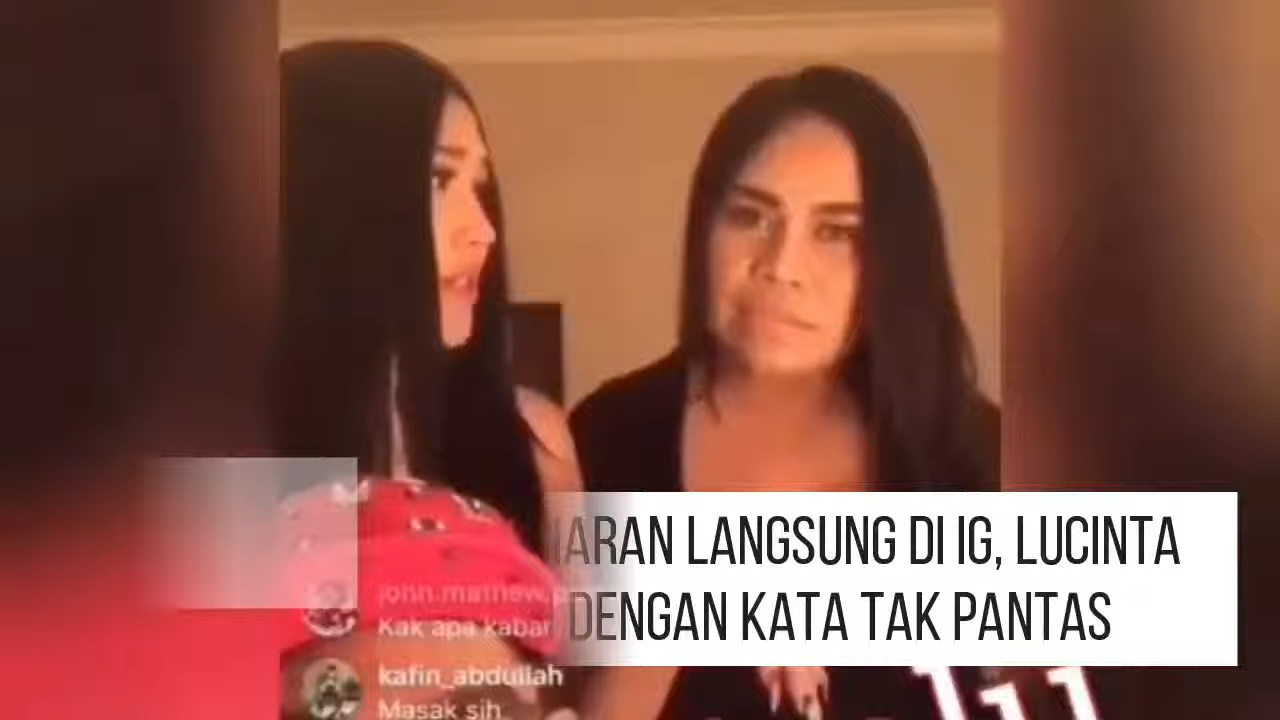 ARAN LANGSUNG DI IG, LUCINTA
DENGAN KATA TAK PANTAS
Kak apa kabar
kafin_abdullah
Masak sih